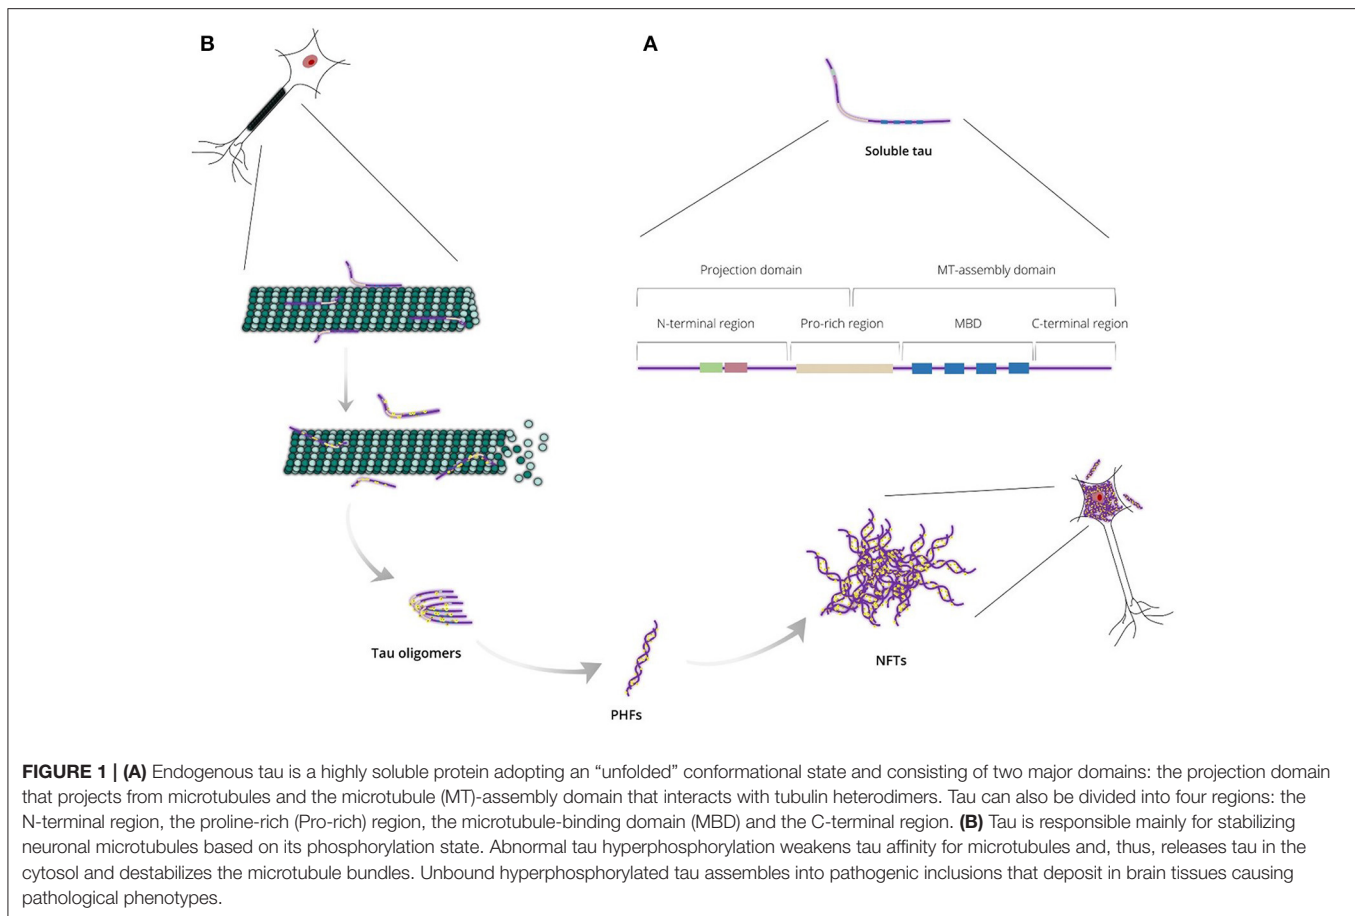 B
A
Soluble tau
Projection domain
MT-assembly domain
N-terminal region
Pro-rich region
MBD
C-terminal region
Tau oligomers
PHFs
NFTs
FIGURE 1 | (A) Endogenous tau is a highly soluble protein adopting an “unfolded” conformational state and consisting of two major domains: the projection domain
that projects from microtubules and the microtubule (MT)-assembly domain that interacts with tubulin heterodimers. Tau can also be divided into four regions: the
N-terminal region, the proline-rich (Pro-rich) region, the microtubule-binding domain (MBD) and the C-terminal region. (B) Tau is responsible mainly for stabilizing
neuronal microtubules based on its phosphorylation state. Abnormal tau hyperphosphorylation weakens tau affinity for microtubules and, thus, releases tau in the
cytosol and destabilizes the microtubule bundles. Unbound hyperphosphorylated tau assembles into pathogenic inclusions that deposit in brain tissues causing
pathological phenotypes.